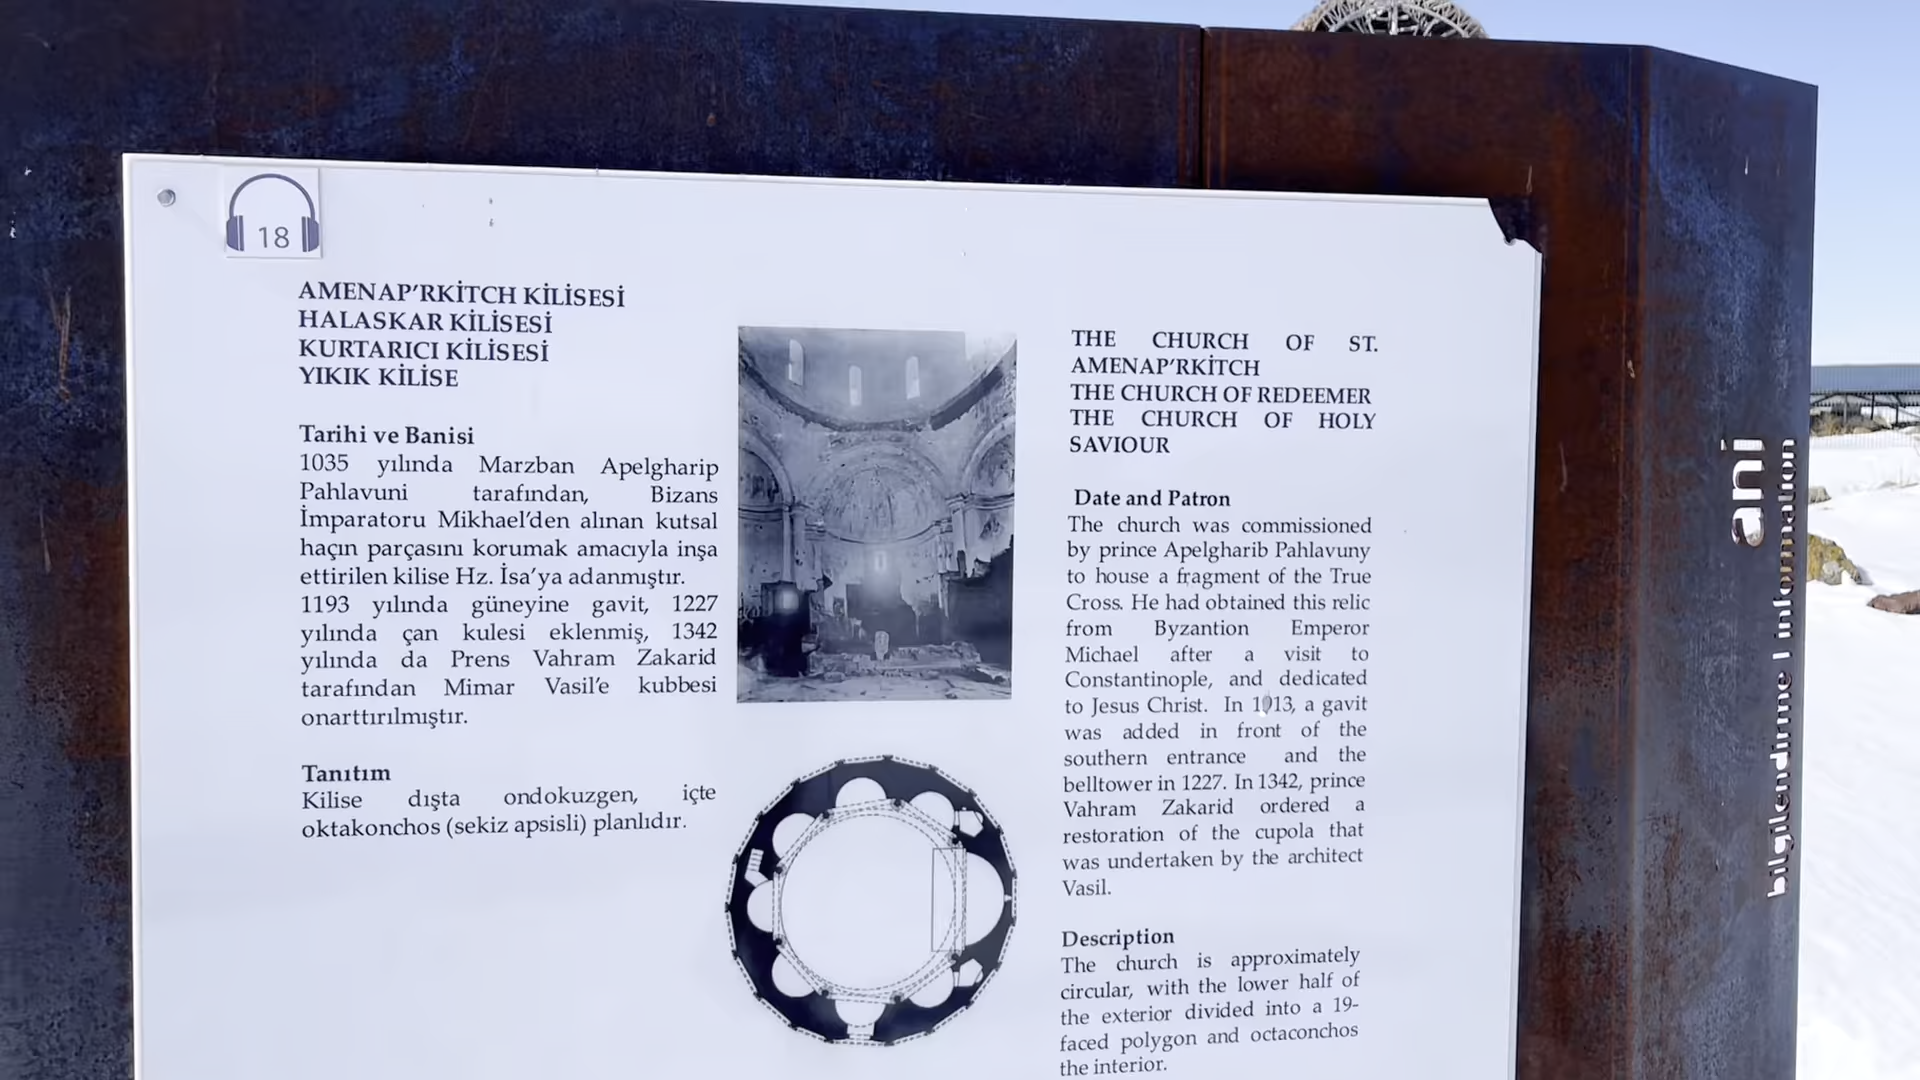 18
AMENAP’RKİTCH KİLİSESİ
HALASKAR KİLİSESİ
KURTARICI KİLİSESİ
YIKIK KİLİSE
Tarihi ve Banisi
1035 yılında Marzban Apelgharip
Pahlavuni tarafından, Bizans
İmparatoru Mikhael’den alınan kutsal
haçın parçasını korumak amacıyla inşa
ettirilen kilise Hz. İsa’ya adanmıştır.
1193 yılında güneyine gavit, 1227
yılında çan kulesi eklenmiş, 1342
yılında da Prens Vahram Zakarid
tarafından Mimar Vasil’e kubbesi
onarttırılmıştır.
Tanıtım
Kilise dışta ondokuzgen, içte
oktakonchos (sekiz apsisli) planlıdır.
THE CHURCH OF ST.
AMENAP’RKİTCH
THE CHURCH OF REDEEMER
THE CHURCH OF HOLY
SAVIOUR
Date and Patron
The church was commissioned
by prince Apelgharib Pahlavuny
to house a fragment of the True
Cross. He had obtained this relic
from Byzantion Emperor
Michael after a visit to
Constantinople, and dedicated
to Jesus Christ. In 1913, a gavit
was added in front of the
southern entrance and the
belltower in 1227. In 1342, prince
Vahram Zakarid ordered a
restoration of the cupola that
was undertaken by the architect
Vasil.
Description
The church is approximately
circular, with the lower half of
the exterior divided into a 19-
faced polygon and octaconchos
the interior.
ani
bilgilendirme | information